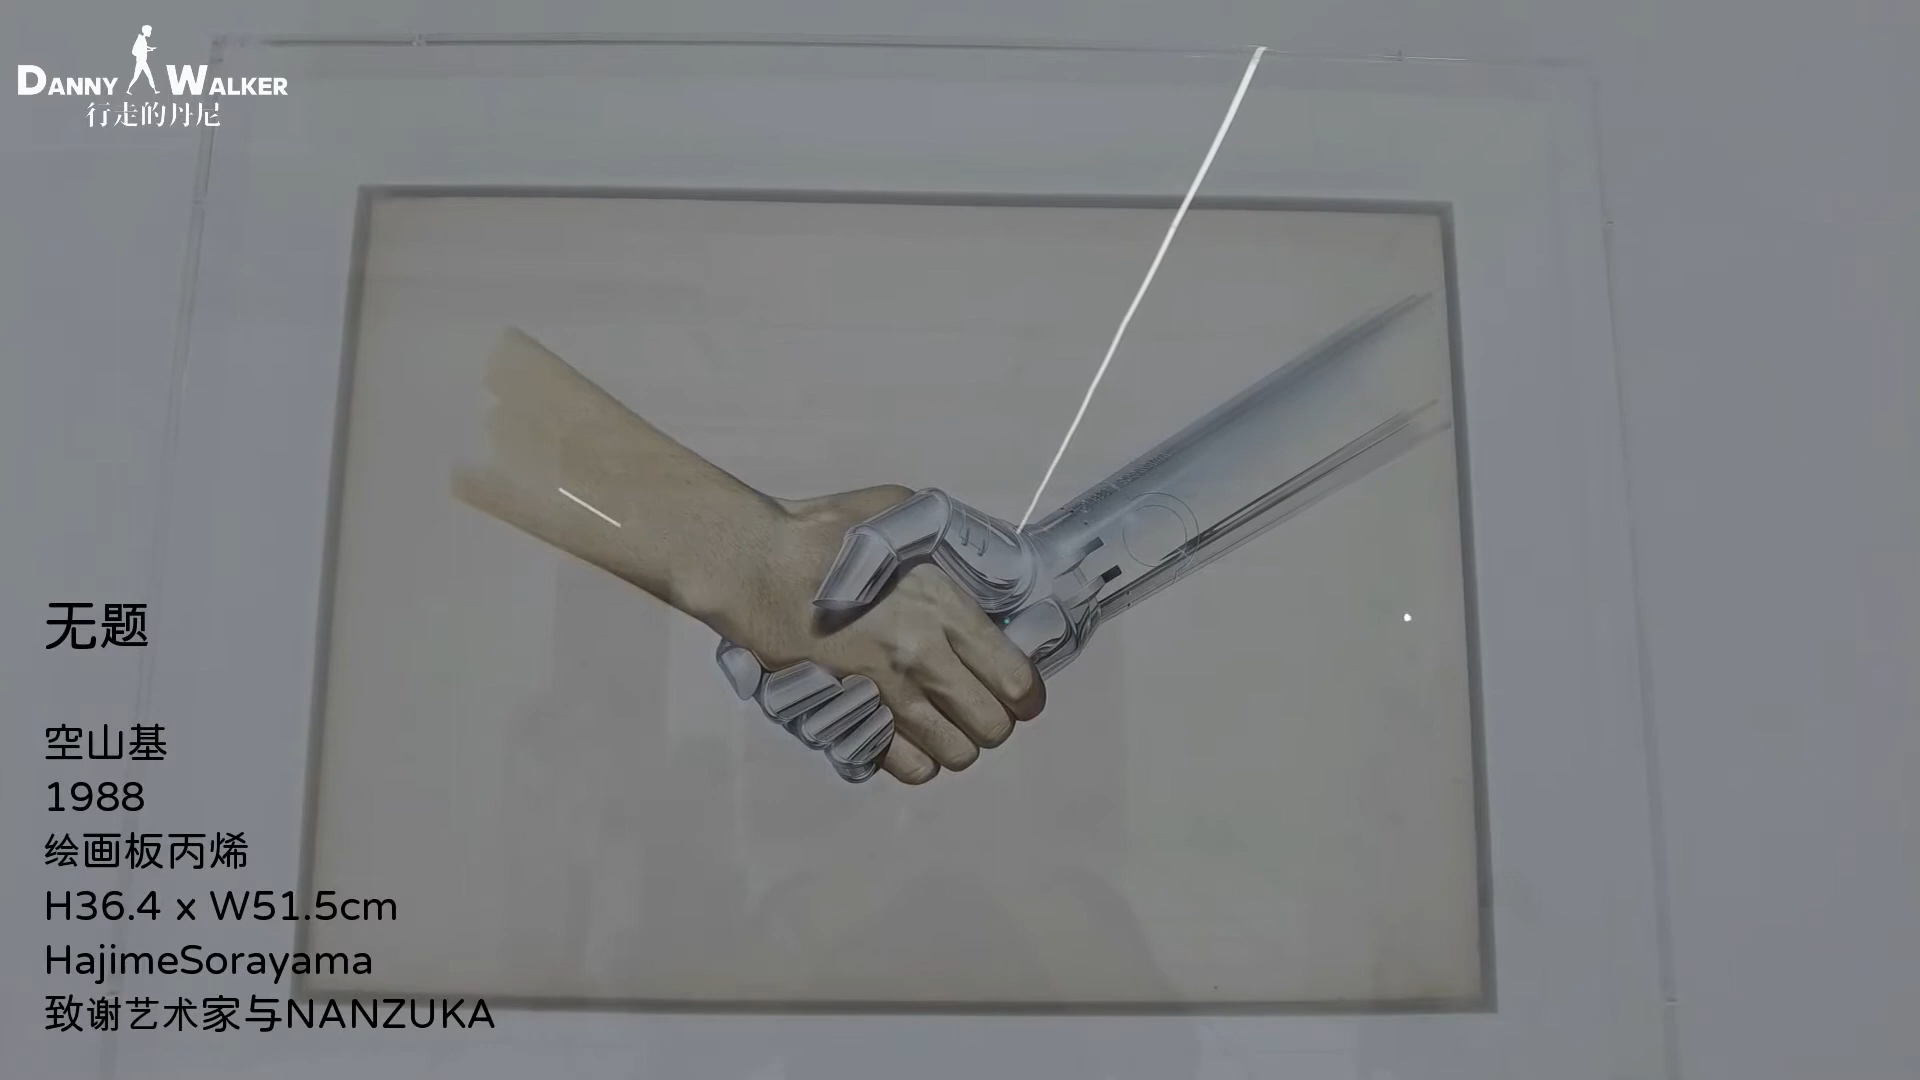 DANNY WALKER
行走的丹尼
无题
空山基
1988
绘画板丙烯
H36.4 x W51.5cm
HajimeSorayama
致谢艺术家与NANZUKA